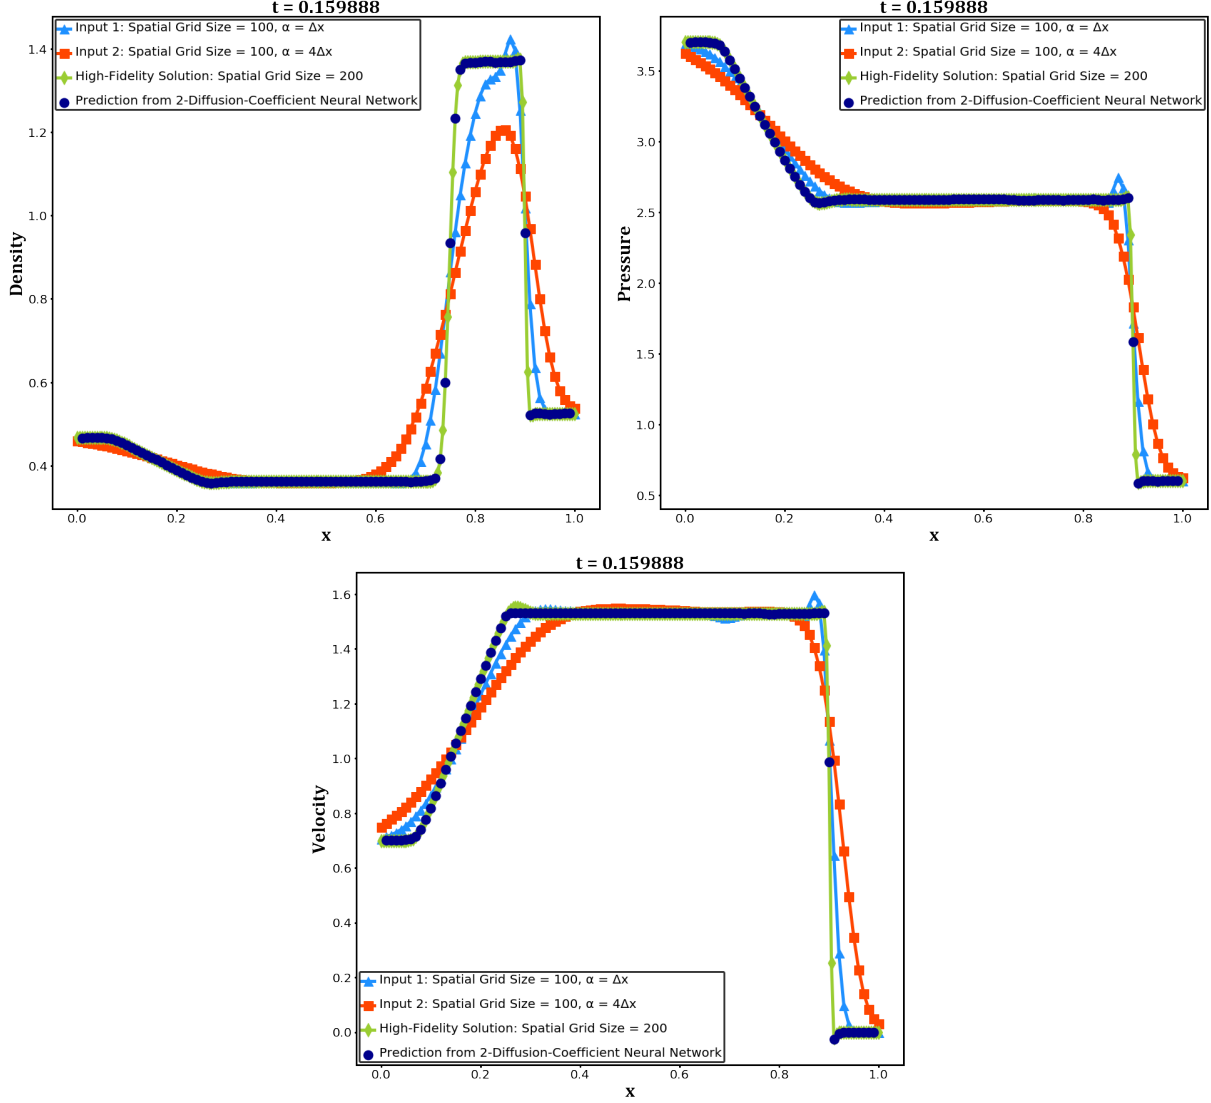 t = 0.159888
Input 1: Spatial Grid Size = 100, α = Δx
Input 2: Spatial Grid Size = 100, α = 4Δx
High-Fidelity Solution: Spatial Grid Size = 200
Prediction from 2-Diffusion-Coefficient Neural Network
Density
1.4
1.2
1.0
0.8
0.6
0.4
0.0 0.2 0.4 0.6 0.8 1.0
x
t = 0.159888
Input 1: Spatial Grid Size = 100, α = Δx
Input 2: Spatial Grid Size = 100, α = 4Δx
High-Fidelity Solution: Spatial Grid Size = 200
Prediction from 2-Diffusion-Coefficient Neural Network
Pressure
3.5
3.0
2.5
2.0
1.5
1.0
0.5
0.0 0.2 0.4 0.6 0.8 1.0
x
t = 0.159888
Velocity
1.6
1.4
1.2
1.0
0.8
0.6
0.4
0.2
0.0
Input 1: Spatial Grid Size = 100, α = Δx
Input 2: Spatial Grid Size = 100, α = 4Δx
High-Fidelity Solution: Spatial Grid Size = 200
Prediction from 2-Diffusion-Coefficient Neural Network
0.0 0.2 0.4 0.6 0.8 1.0
x